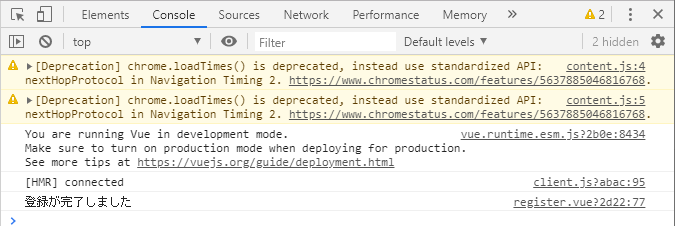 Elements Console Sources Network Performance Memory » 2
top Filter Default levels ▼ 2 hidden
▶[Deprecation] chrome.loadTimes() is deprecated, instead use standardized API: content.js:4
nextHopProtocol in Navigation Timing 2. https://www.chromestatus.com/features/5637885046816768.
▶[Deprecation] chrome.loadTimes() is deprecated, instead use standardized API: content.js:5
nextHopProtocol in Navigation Timing 2. https://www.chromestatus.com/features/5637885046816768.
You are running Vue in development mode. vue.runtime.esm.js?2b0e:8434
Make sure to turn on production mode when deploying for production.
See more tips at https://vuejs.org/guide/deployment.html
[HMR] connected client.js?abac:95
登録が完了しました register.vue?2d22:77